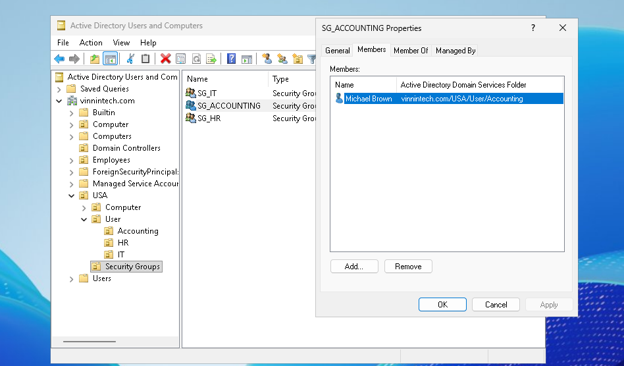 Active Directory Users and Computers
File Action View Help
Active Directory Users and Com
Saved Queries
vinnintech.com
Builtin
Computer
Computers
Domain Controllers
Employees
ForeignSecurityPrincipal:
Managed Service Accour
USA
Computer
User
Accounting
HR
IT
Security Groups
Users
Name Type
SG_IT Security Grou
SG_ACCOUNTING Security Grou
SG_HR Security Grou
SG_ACCOUNTING Properties ?
General Members Member Of Managed By
Members:
Name Active Directory Domain Services Folder
Michael Brown vinnintech.com/USA/User/Accounting
Add... Remove
OK Cancel Apply